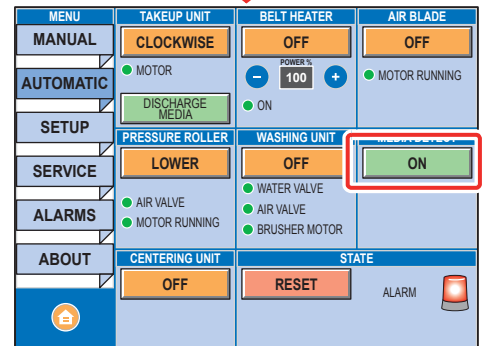 MENU
MANUAL
AUTOMATIC
SETUP
SERVICE
ALARMS
ABOUT
TAKEUP UNIT
CLOCKWISE
MOTOR
DISCHARGE
MEDIA
BELT HEATER
OFF
POWER %
100
ON
AIR BLADE
OFF
MOTOR RUNNING
PRESSURE ROLLER
LOWER
AIR VALVE
MOTOR RUNNING
WASHING UNIT
OFF
WATER VALVE
AIR VALVE
BRUSHER MOTOR
MEDIA DETECT
ON
CENTERING UNIT
OFF
STATE
RESET
ALARM